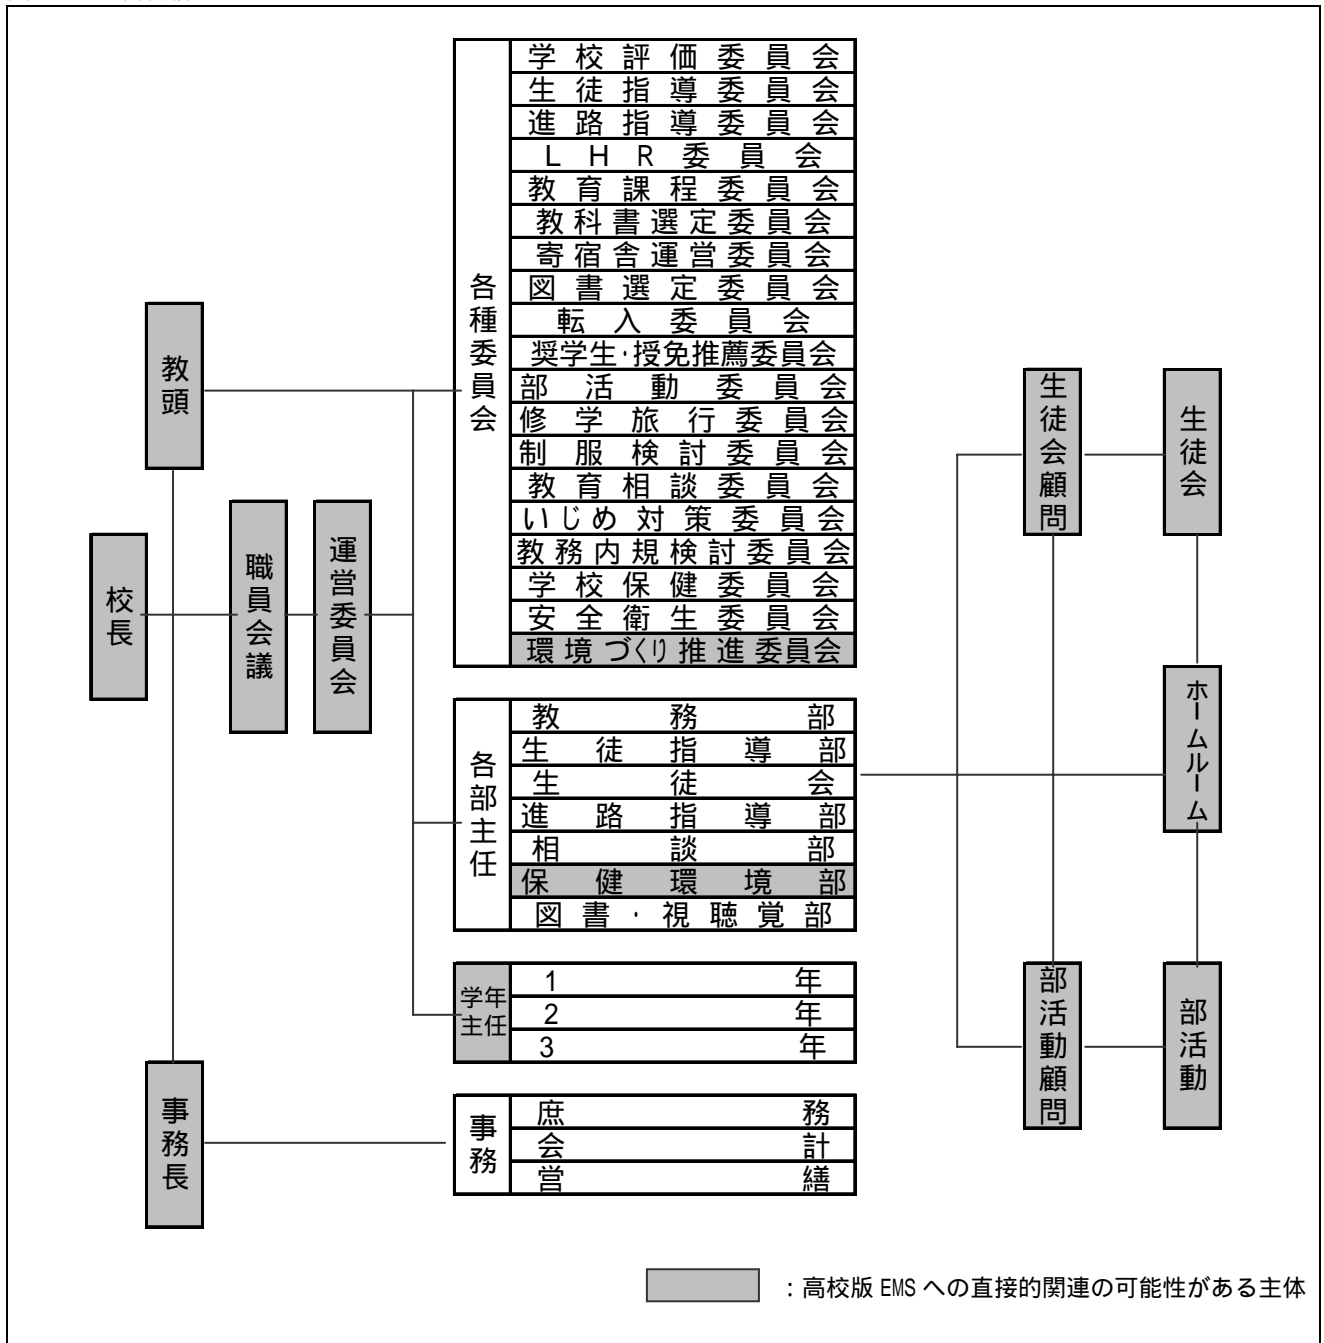 学校評価委員会
生徒指導委員会
進路指導委員会
LHR委員会
教育課程委員会
教科書選定委員会
寄宿舎運営委員会
図書選定委員会
転入委員会
奨学生・授免推薦委員会
部活動委員会
修学旅行委員会
制服検討委員会
教育相談委員会
いじめ対策委員会
教務内規検討委員会
学校保健委員会
安全衛生委員会
環境づくり推進委員会
各種委員会
教頭
校長
職員会議
運営委員会
各部主任
教務部
生徒指導部
生徒会
進路指導部
相談部
保健環境部
図書・視聴覚部
学年
主任
1年
2年
3年
事務長
事務
庶務
会計
営繕
生徒会顧問
生徒会
ホームルーム
部活動顧問
部活動
：高校版 EMS への直接的関連の可能性がある主体